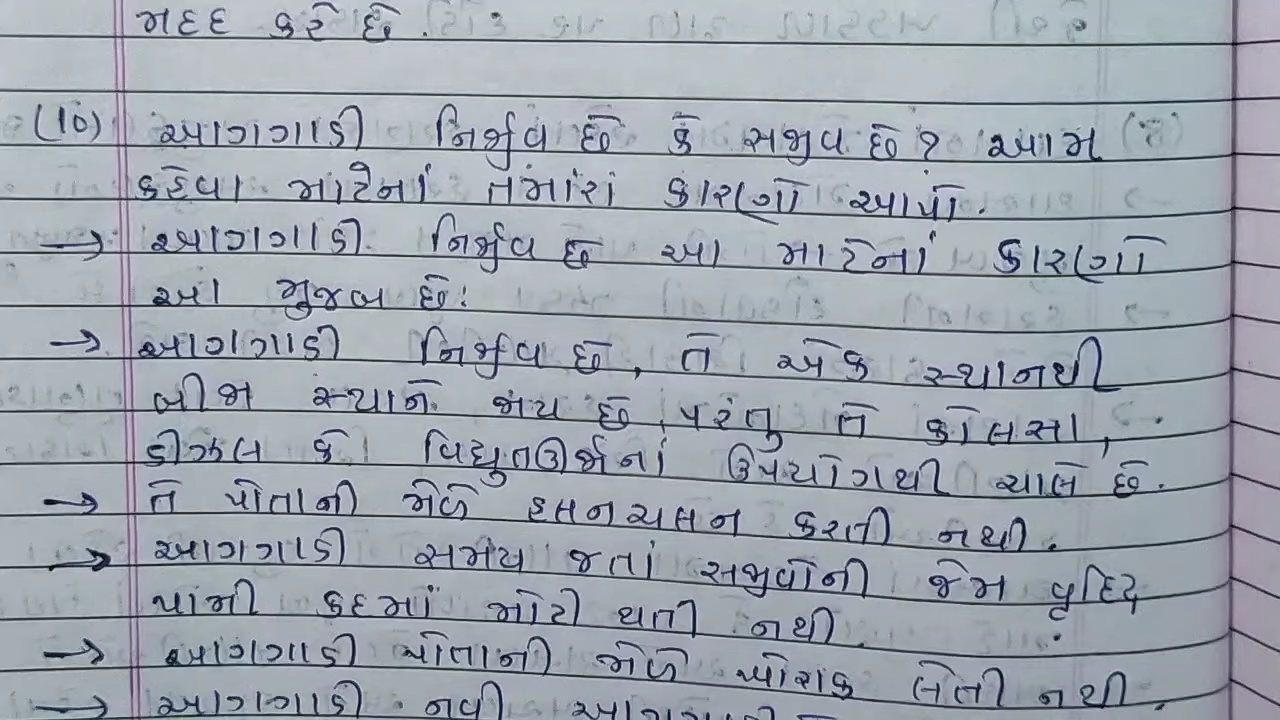 મદદ કરે છે.
(10) આગગાડી નિર્જીવ છે કે સજીવ છે? આમ
કહેવા માટેનાં તમારાં કારણો આપો.
→ આગગાડી નિર્જીવ છે આ માટેનાં કારણો
આ મુજબ છે:
→ આગગાડી નિર્જીવ છે, તે એક સ્થાનથી
બીજા સ્થાને જાય છે પરંતુ તે કોલસા,
ડીઝલ કે વિદ્યુતઊર્જાનાં ઉપયોગથી ચાલે છે.
→ તે પોતાની મેળે હલનચલન કરતી નથી.
→ આગગાડી સમય જતાં સજીવોની જેમ વૃદ્ધિ
પામી કદમાં મોટી થતી નથી.
→ આગગાડી પોતાની મેળે ખોરાક લેતી નથી.
→ આગગાડી નવી આગગાડી